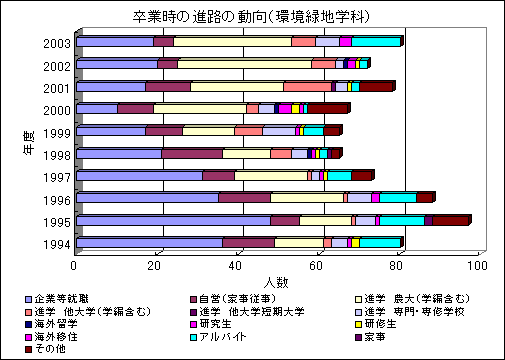 卒業時の進路の動向(環境緑地学科)
年度
2003
2002
2001
2000
1999
1998
1997
1996
1995
1994
0 20 40 60 80 100
人数
企業等就職 自営(家事従事) 進学 農大(学編含む)
進学 他大学(学編含む) 進学 他大学短期大学 進学 専門・専修学校
海外留学 研究生 研修生
海外移住 アルバイト 家事
その他